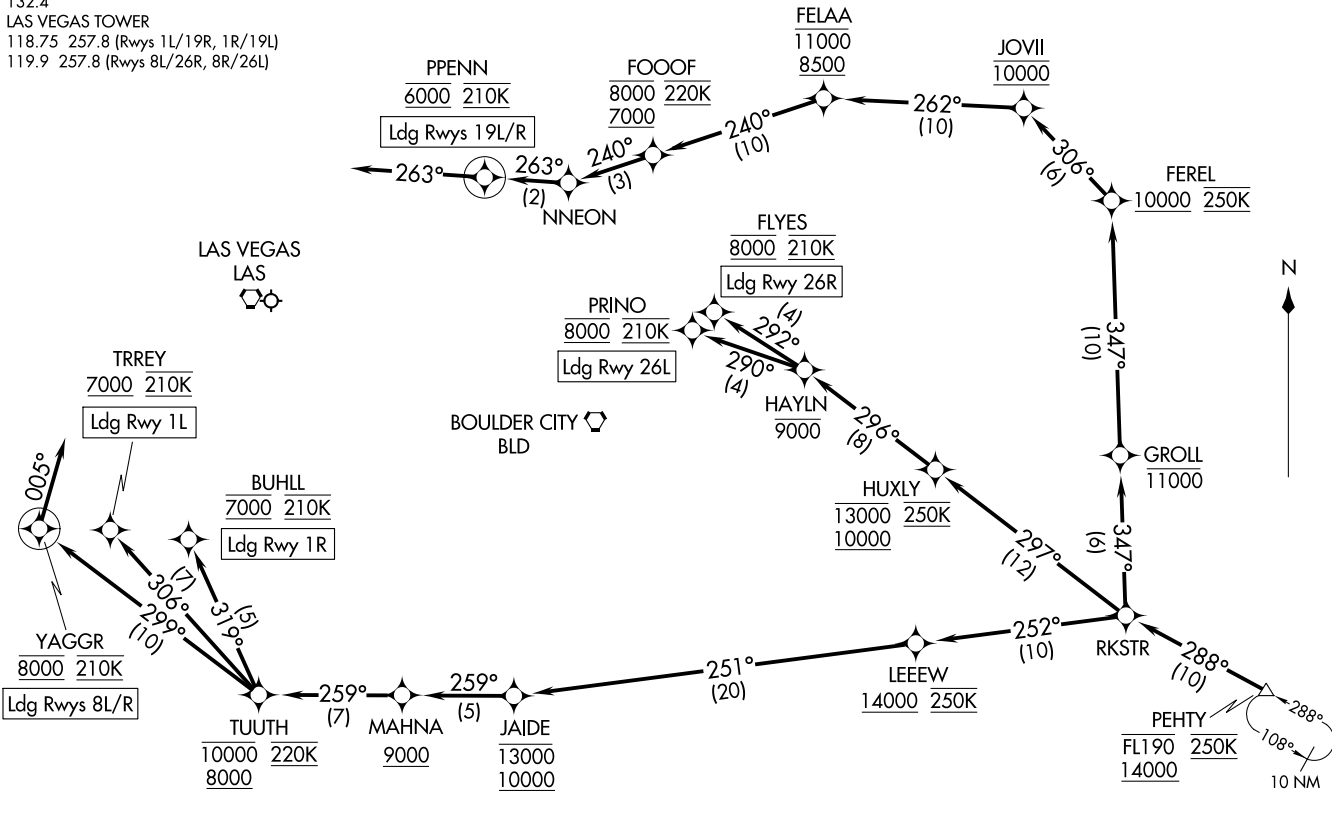 132.4
LAS VEGAS TOWER
118.75 257.8 (Rwys 1L/19R, 1R/19L)
119.9 257.8 (Rwys 8L/26R, 8R/26L)
FELAA
11000
8500
JOVII
10000
PPENN
6000 210K
Ldg Rwys 19L/R
FOOOF
8000 220K
7000
262°
(10)
240°
(10)
240°
(3)
263°
(2)
263°
NNEON
306°
(6)
FEREL
10000 250K
LAS VEGAS
LAS
FLYES
8000 210K
Ldg Rwy 26R
(4)
292°
N
PRINO
8000 210K
Ldg Rwy 26L
290°
(4)
347°
(10)
TRREY
7000 210K
Ldg Rwy 1L
HAYLN
9000
BOULDER CITY
BLD
296°
(8)
GROLL
11000
005°
BUHLL
7000 210K
Ldg Rwy 1R
HUXLY
13000 250K
10000
297°
(12)
347°
(6)
(7)
306°
(5)
319°
299°
(10)
YAGGR
8000 210K
Ldg Rwys 8L/R
252°
(10)
RKSTR
288°
(10)
251°
(20)
LEEEW
14000 250K
259°
(7)
259°
(5)
TUUTH
10000 220K
8000
MAHNA
9000
JAIDE
13000
10000
PEHTY
FL190 250K
14000
288°
108°
10 NM